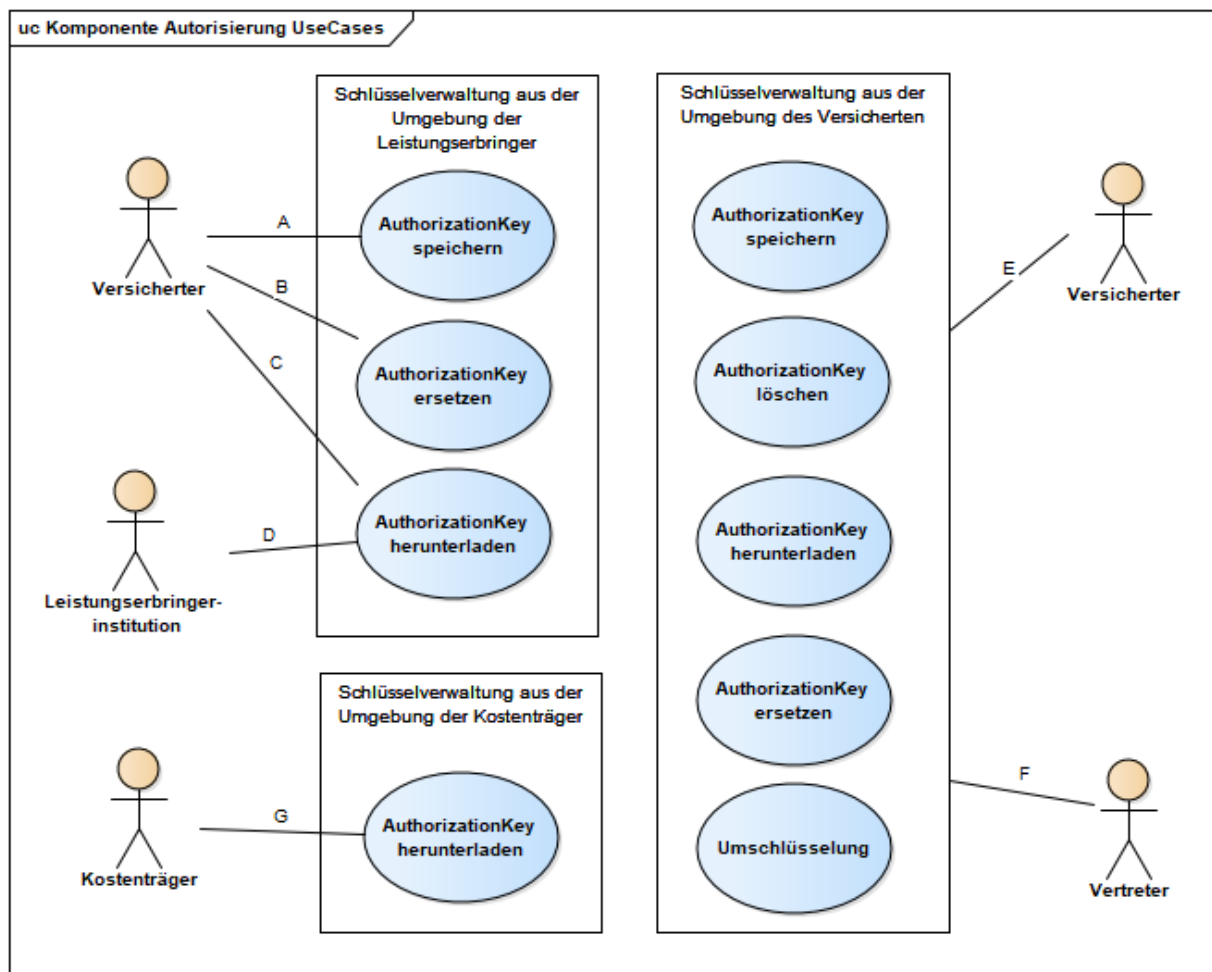 uc Komponente Autorisierung UseCases
Schlüsselverwaltung aus der
Umgebung der
Leistungserbringer
Versicherter
A
B
C
AuthorizationKey
speichern
AuthorizationKey
ersetzen
AuthorizationKey
herunterladen
D
Leistungserbringer-
institution
Schlüsselverwaltung aus der
Umgebung der Kostenträger
G
AuthorizationKey
herunterladen
Kostenträger
Schlüsselverwaltung aus der
Umgebung des Versicherten
AuthorizationKey
speichern
AuthorizationKey
löschen
AuthorizationKey
herunterladen
AuthorizationKey
ersetzen
Umschlüsselung
E
Versicherter
F
Vertreter